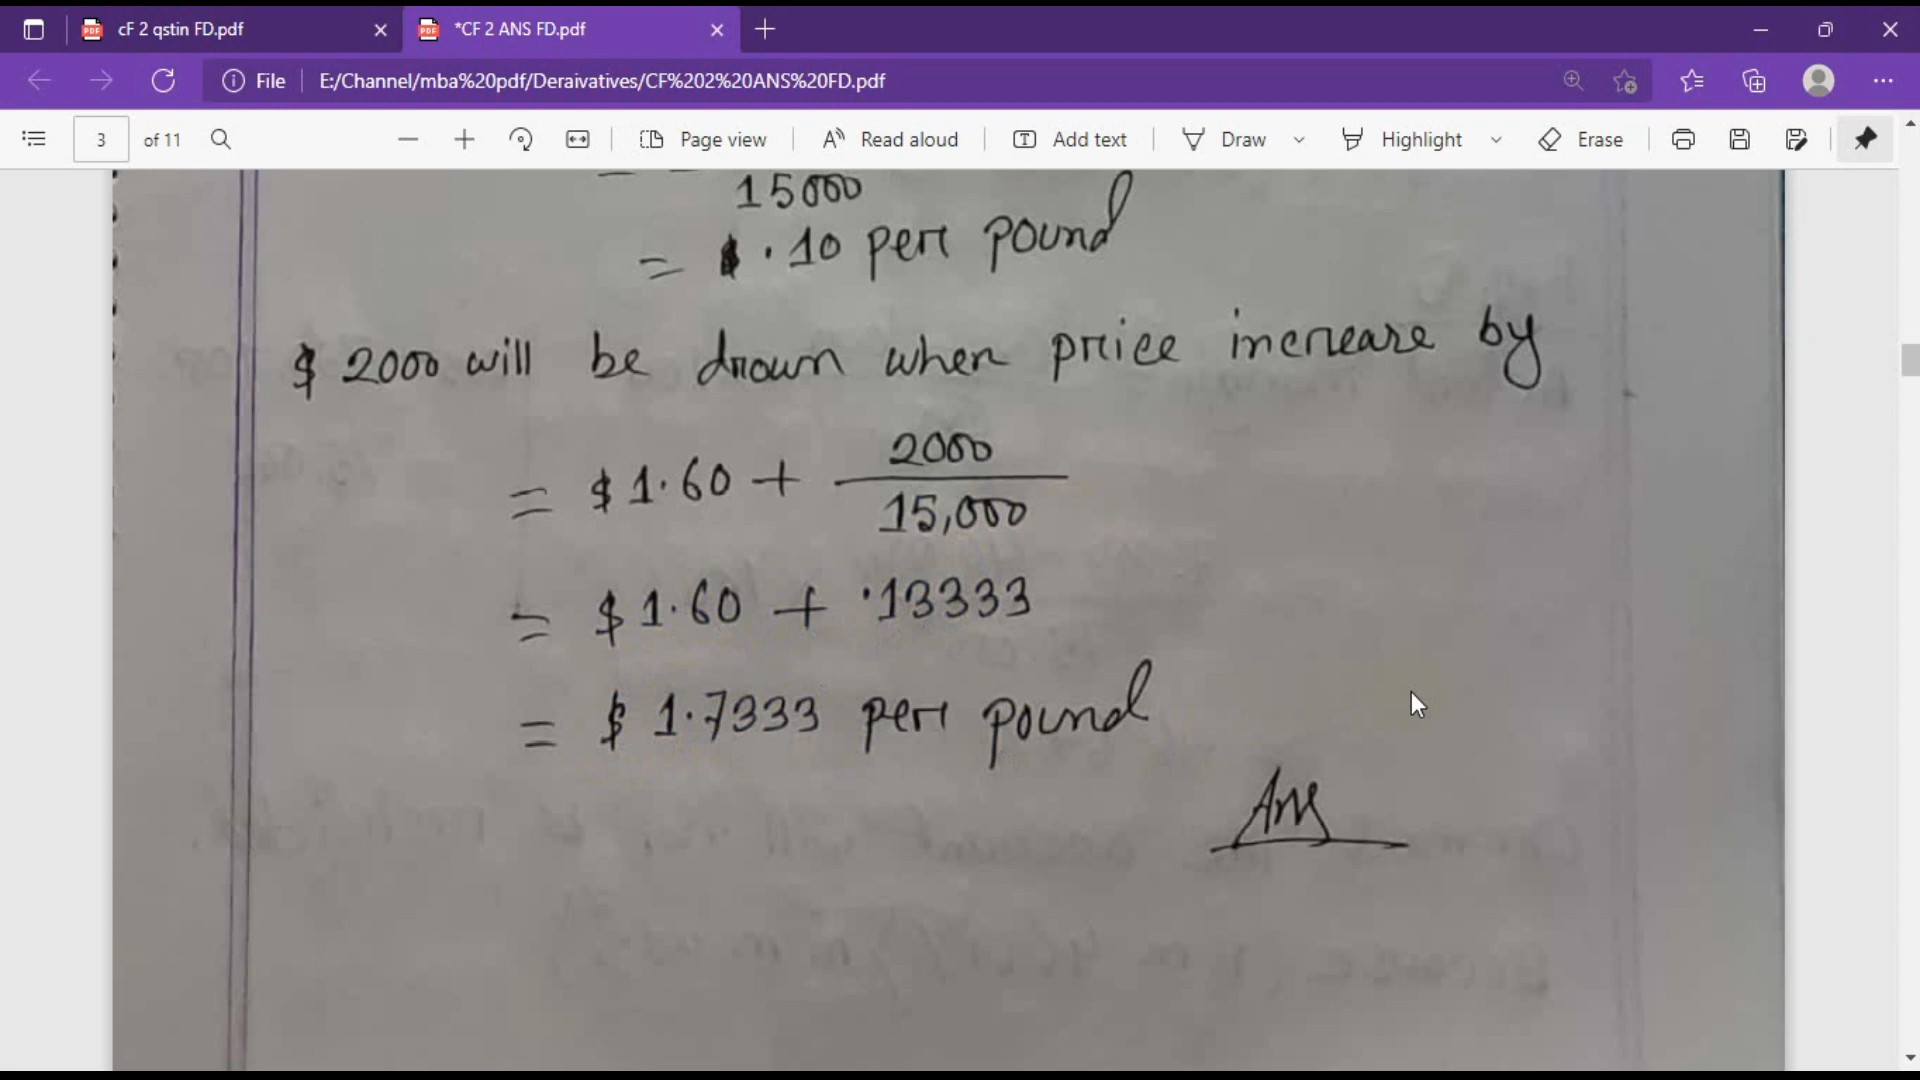 cF 2 qstin FD.pdf
*CF 2 ANS FD.pdf
File
E:/Channel/mba%20pdf/Deraivatives/CF%202%20ANS%20FD.pdf
3 of 11
Page view
Read aloud
Add text
Draw
Highlight
Erase
15000
= $ .10 per pound
$ 2000 will be drawn when price increase by
= $ 1.60 + 2000
15,000
= $ 1.60 + .13333
= $ 1.7333 per pound
Ans